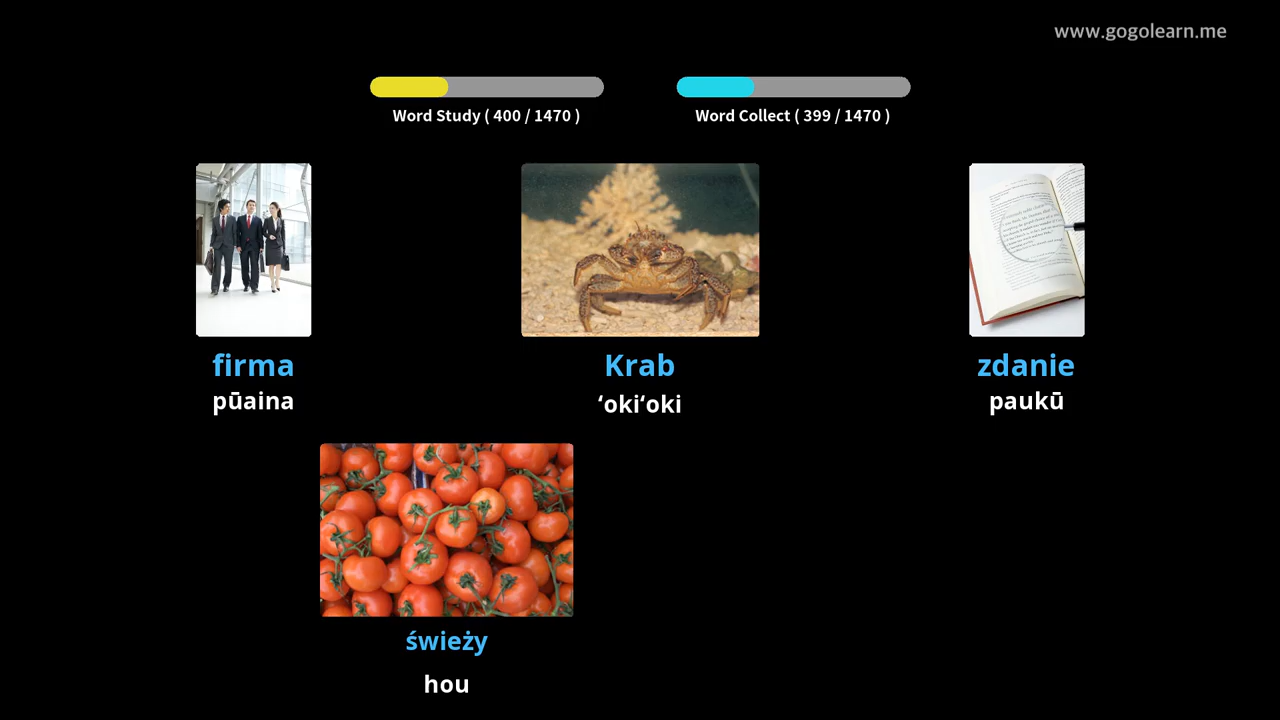 www.gogolearn.me
Word Study ( 400 / 1470 )
Word Collect ( 399 / 1470 )
firma
pūaina
Krab
ʻokiʻoki
zdanie
paukū
świeży
hou